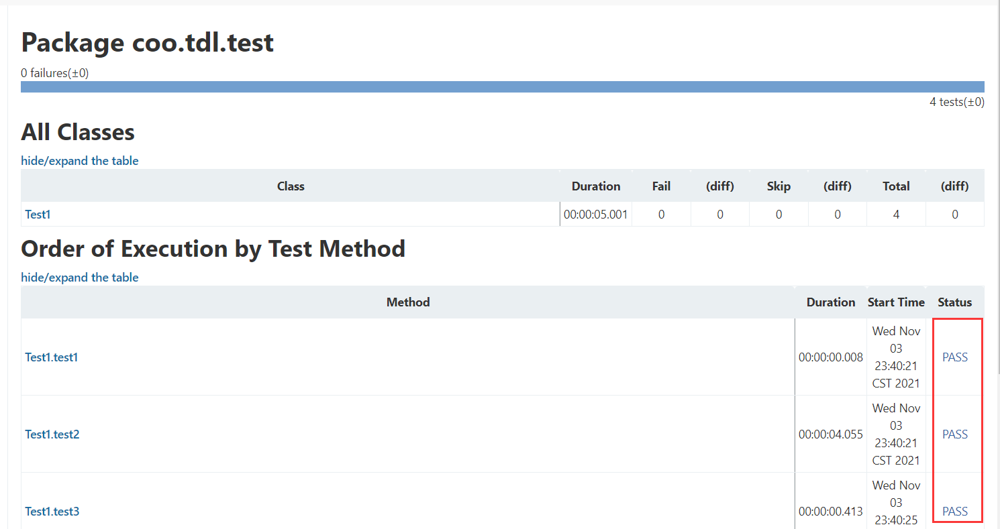 Package coo.tdl.test
0 failures(±0)
4 tests(±0)
All Classes
hide/expand the table
Class Duration Fail (diff) Skip (diff) Total (diff)
Test1 00:00:05.001 0 0 0 0 4 0
Order of Execution by Test Method
hide/expand the table
Method Duration Start Time Status
Test1.test1 00:00:00.008 Wed Nov 03 23:40:21 CST 2021 PASS
Test1.test2 00:00:04.055 Wed Nov 03 23:40:21 CST 2021 PASS
Test1.test3 00:00:00.413 Wed Nov 03 23:40:25 PASS